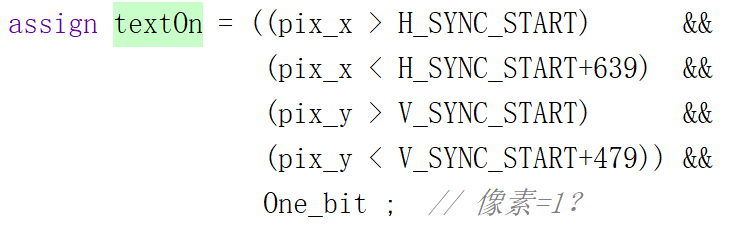 assign textOn = ((pix_x > H_SYNC_START) &&
(pix_x < H_SYNC_START+639) &&
(pix_y > V_SYNC_START) &&
(pix_y < V_SYNC_START+479)) &&
One_bit ; // 像素=1?